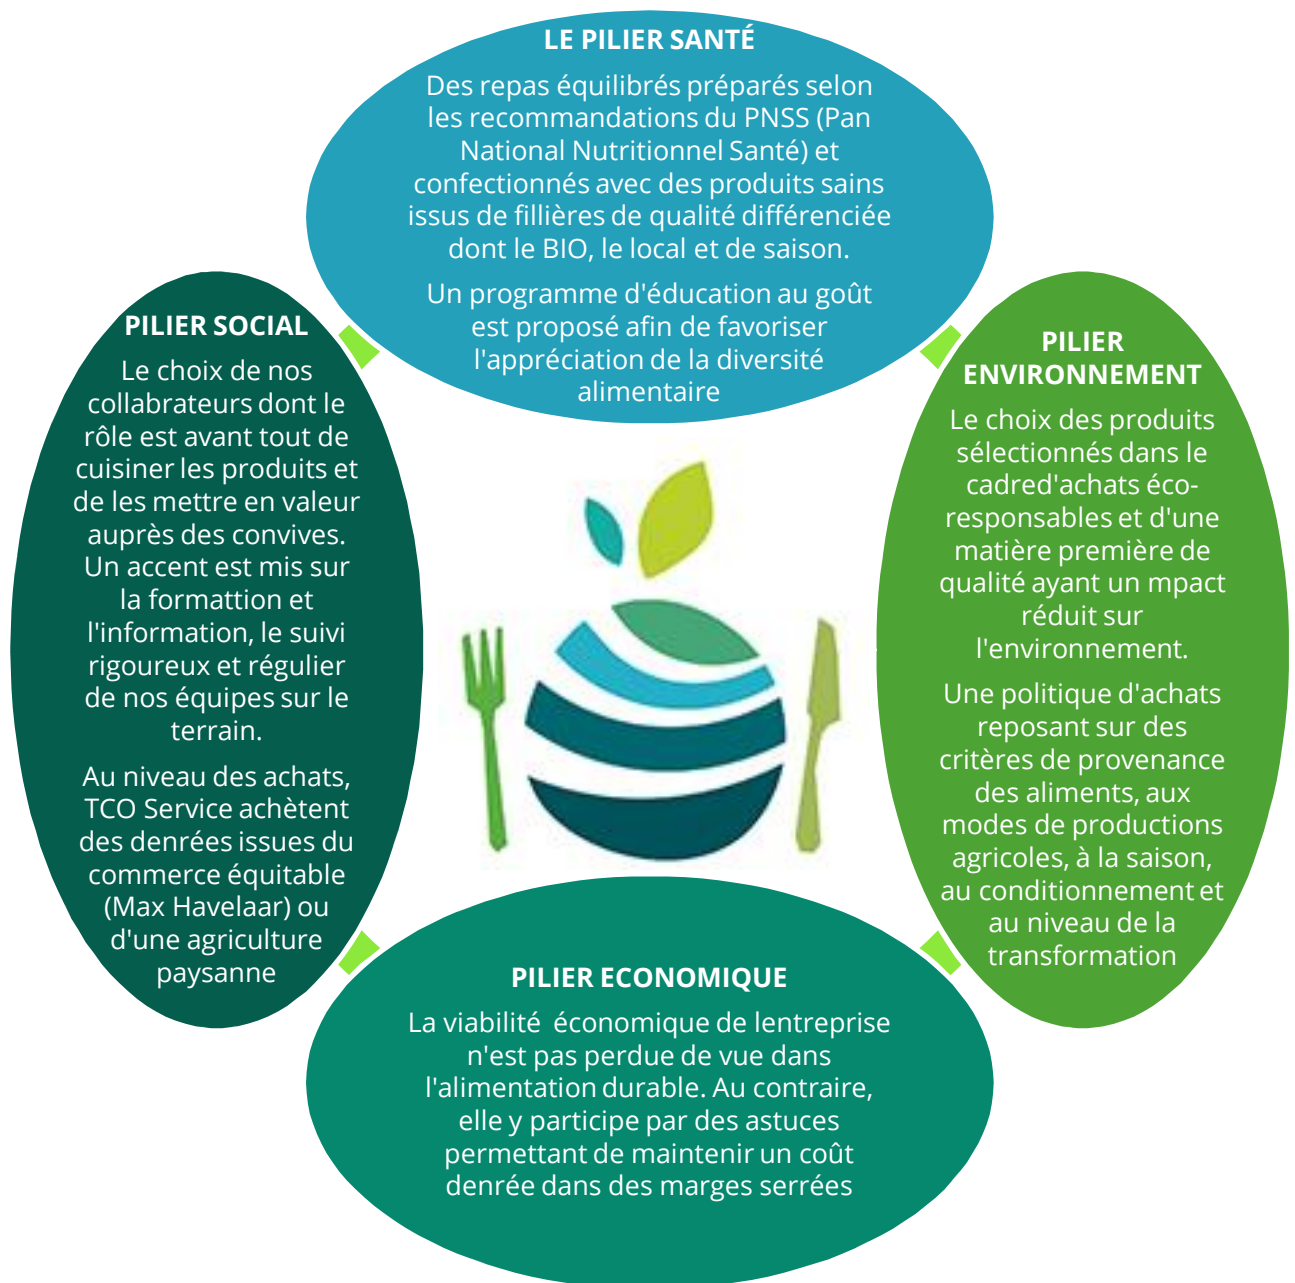 LE PILIER SANTÉ
Des repas équilibrés préparés selon
les recommandations du PNSS (Pan
National Nutritionnel Santé) et
confectionnés avec des produits sains
issus de fillières de qualité différenciée
dont le BIO, le local et de saison.
Un programme d'éducation au goût
est proposé afin de favoriser
l'appréciation de la diversité
alimentaire
PILIER SOCIAL
Le choix de nos
collabrateurs dont le
rôle est avant tout de
cuisiner les produits et
de les mettre en valeur
auprès des convives.
Un accent est mis sur
la formattion et
l'information, le suivi
rigoureux et régulier
de nos équipes sur le
terrain.
Au niveau des achats,
TCO Service achètent
des denrées issues du
commerce équitable
(Max Havelaar) ou
d'une agriculture
paysanne
PILIER
ENVIRONNEMENT
Le choix des produits
sélectionnés dans le
cadred'achats éco-
responsables et d'une
matière première de
qualité ayant un mpact
réduit sur
l'environnement.
Une politique d'achats
reposant sur des
critères de provenance
des aliments, aux
modes de productions
agricoles, à la saison,
au conditionnement et
au niveau de la
transformation
PILIER ECONOMIQUE
La viabilité  économique de lentreprise
n'est pas perdue de vue dans
l'alimentation durable. Au contraire,
elle y participe par des astuces
permettant de maintenir un coût
denrée dans des marges serrées